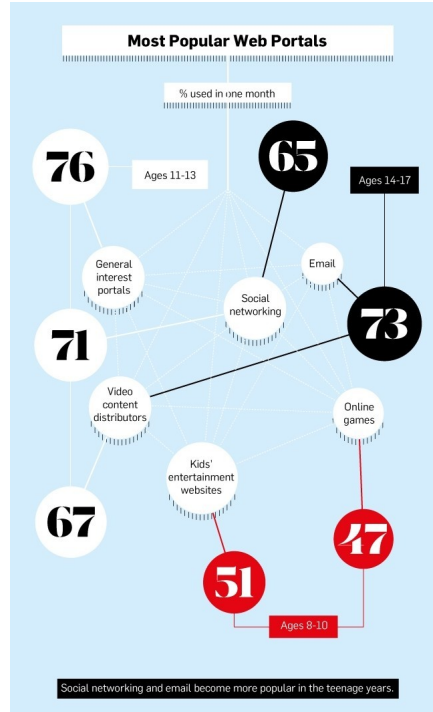 Most Popular Web Portals
% used in one month
65
76
Ages 11-13
Ages 14-17
General
interest
portals
Email
Social
networking
73
71
Video
content
distributors
Online
games
Kids'
entertainment
websites
67
47
51
Ages 8-10
Social networking and email become more popular in the teenage years.